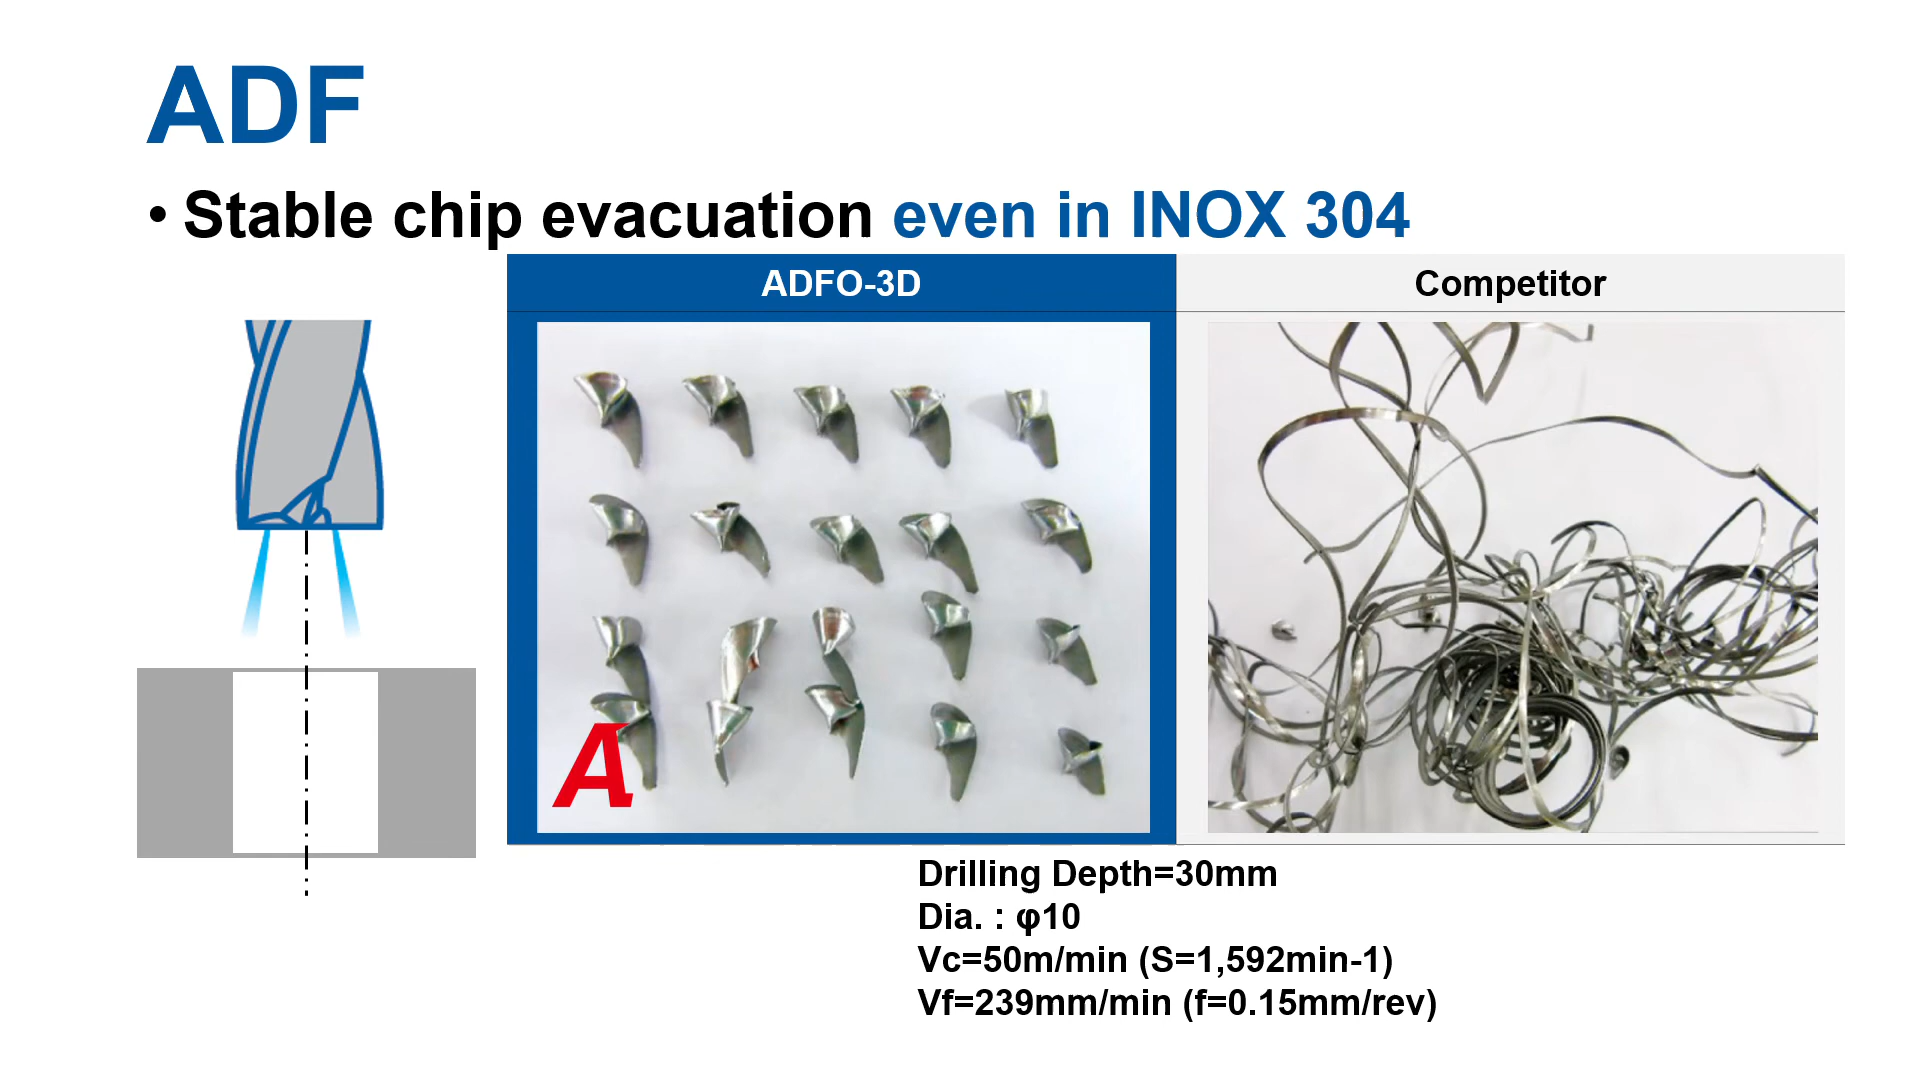 ADF
• Stable chip evacuation even in INOX 304
ADFO-3D
Competitor
A
Drilling Depth=30mm
Dia. : φ10
Vc=50m/min (S=1,592min-1)
Vf=239mm/min (f=0.15mm/rev)